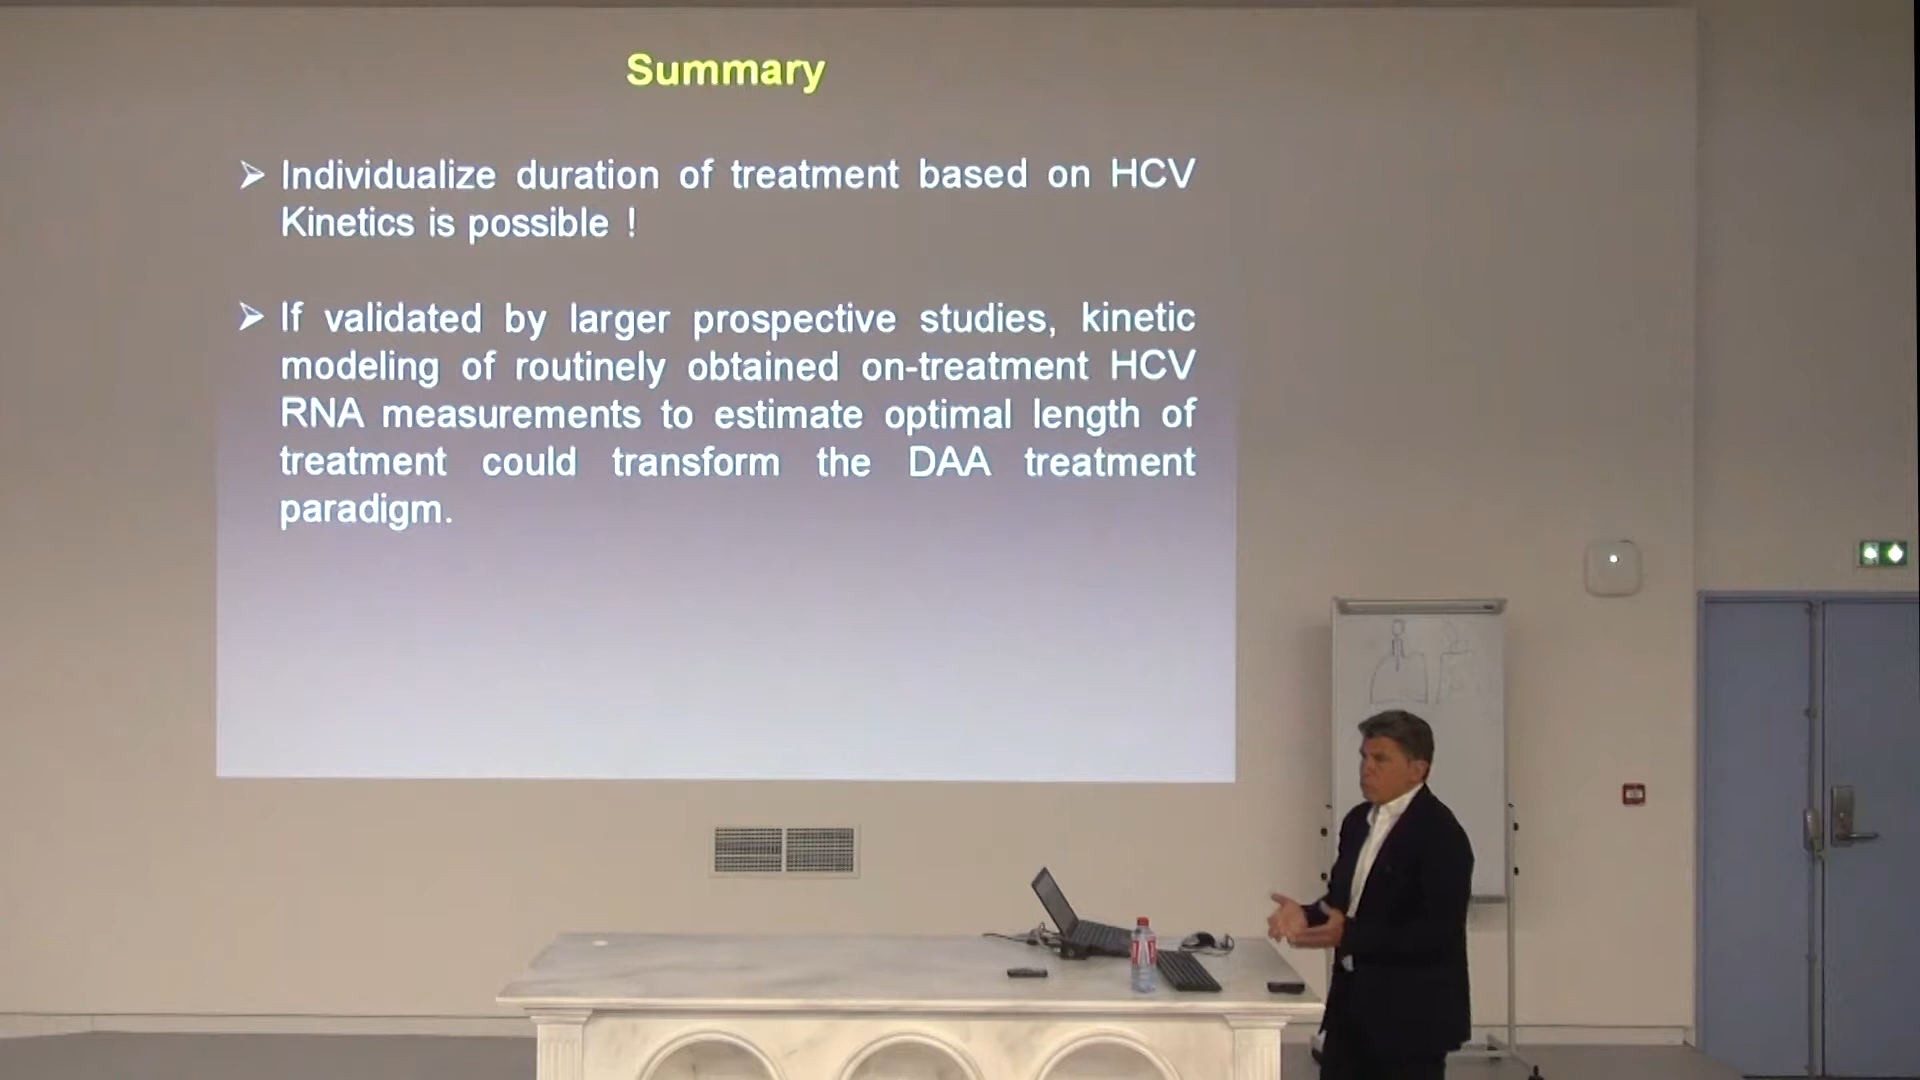 Summary
➢ Individualize duration of treatment based on HCV
Kinetics is possible !
➢ If validated by larger prospective studies, kinetic
modeling of routinely obtained on-treatment HCV
RNA measurements to estimate optimal length of
treatment could transform the DAA treatment
paradigm.